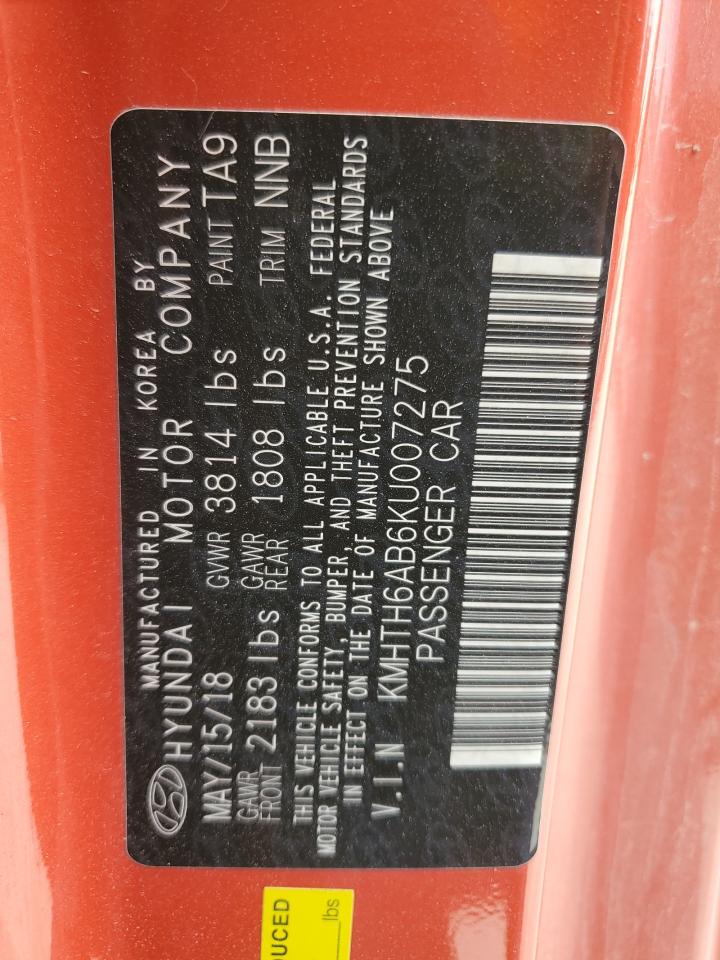 MANUFACTURED IN KOREA BY
HYUNDAI MOTOR COMPANY
MAY/15/18 GVWR 3814 lbs PAINT TA9
GAWR FRONT 2183 lbs GAWR REAR 1808 lbs TRIM NNB
THIS VEHICLE CONFORMS TO ALL APPLICABLE U.S.A. FEDERAL
MOTOR VEHICLE SAFETY, BUMPER, AND THEFT PREVENTION STANDARDS
IN EFFECT ON THE DATE OF MANUFACTURE SHOWN ABOVE
V.I.N KMHTH6AB6KU007275
PASSENGER CAR
DUCED
lbs